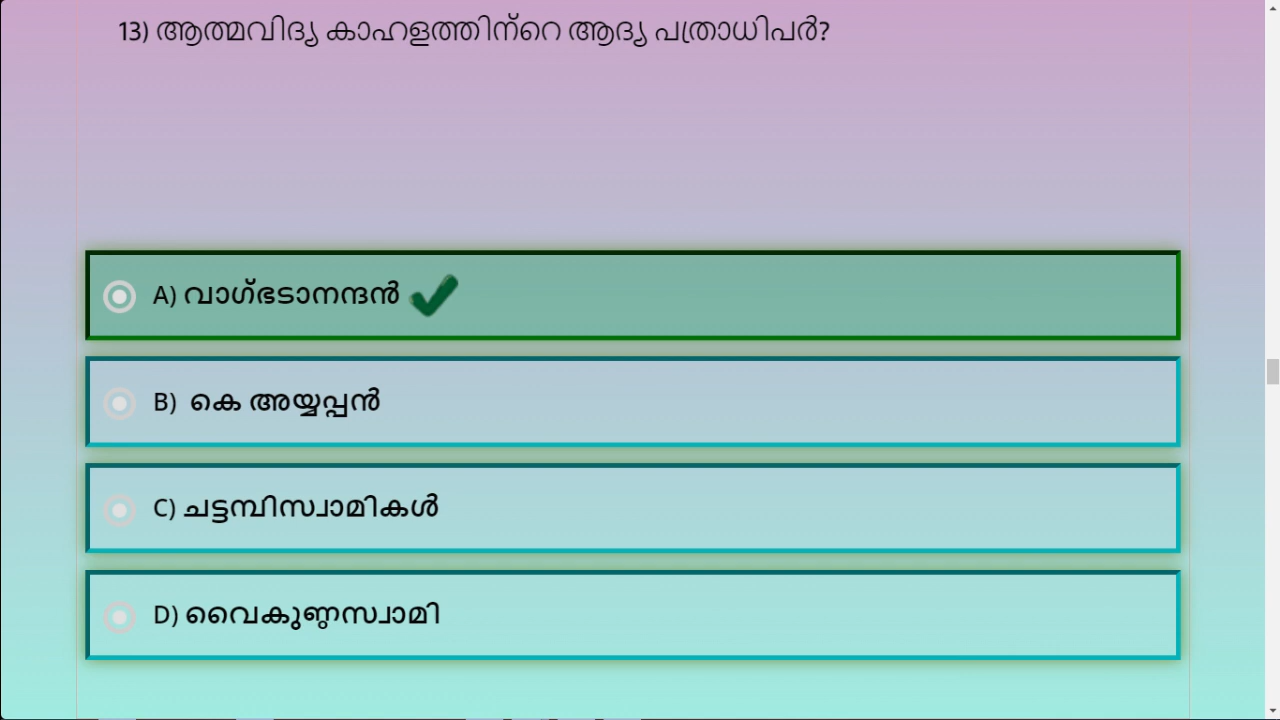 13) ആത്മവിദ്യ കാഹളത്തിന്റെ ആദ്യ പത്രാധിപർ?
A) വാഗ്ഭടാനന്ദൻ
B) കെ അയ്യപ്പൻ
C) ചട്ടമ്പിസ്വാമികൾ
D) വൈകുണ്ഠസ്വാമി